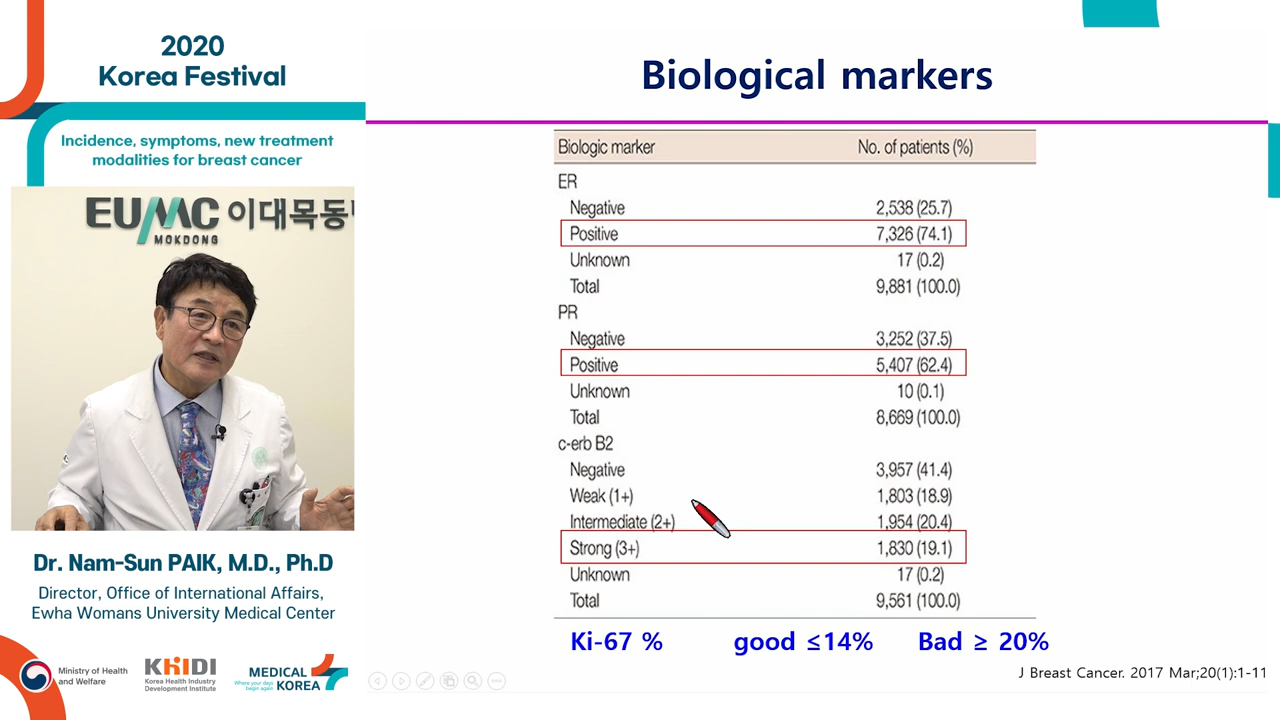 2020
Korea Festival
Incidence, symptoms, new treatment
modalities for breast cancer
EUMC 이대목동
MOKDONG
Dr. Nam-Sun PAIK, M.D., Ph.D
Director, Office of International Affairs,
Ewha Womans University Medical Center
Ministry of Health
and Welfare
KHIDI
Korea Health Industry
Development Institute
MEDICAL
Where your days
begin again
KOREA
Biological markers
Biologic marker No. of patients (%)
ER
Negative 2,538 (25.7)
Positive 7,326 (74.1)
Unknown 17 (0.2)
Total 9,881 (100.0)
PR
Negative 3,252 (37.5)
Positive 5,407 (62.4)
Unknown 10 (0.1)
Total 8,669 (100.0)
c-erb B2
Negative 3,957 (41.4)
Weak (1+) 1,803 (18.9)
Intermediate (2+) 1,954 (20.4)
Strong (3+) 1,830 (19.1)
Unknown 17 (0.2)
Total 9,561 (100.0)
Ki-67 % good ≤14% Bad ≥ 20%
J Breast Cancer. 2017 Mar;20(1):1-11